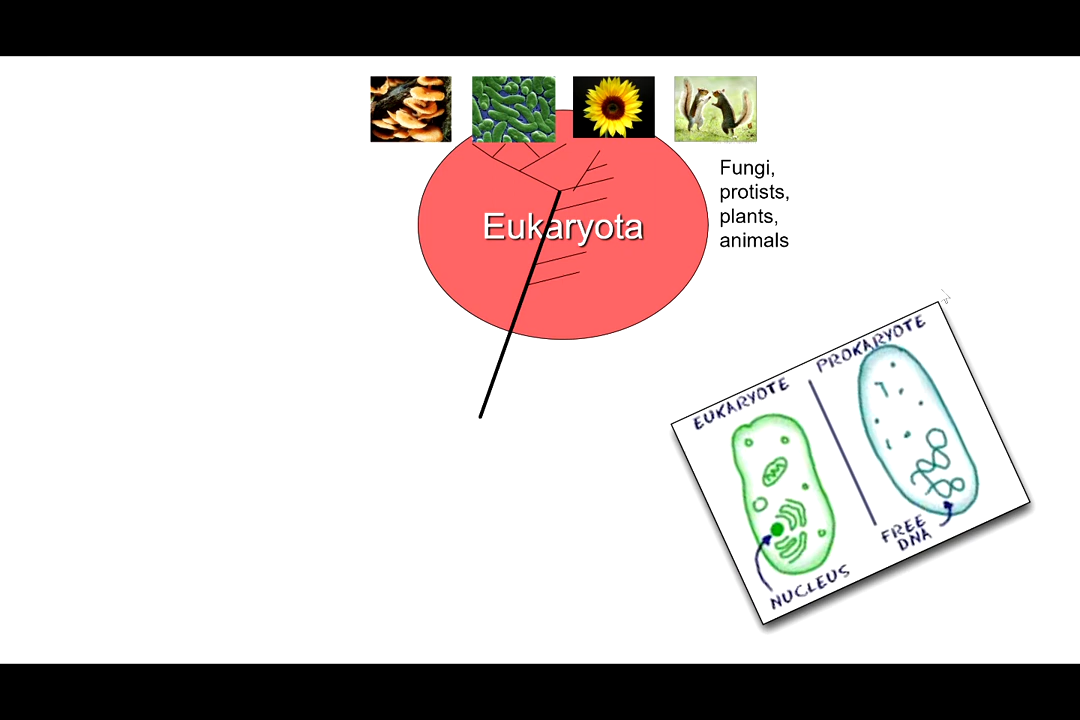 Eukaryota
Fungi,
protists,
plants,
animals
EUKARYOTE
PROKARYOTE
FREE
DNA
NUCLEUS